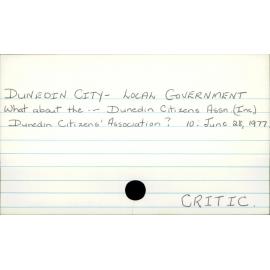 DUNEDIN CITY- LOCAL GOVERNMENT
What about the :- Dunedin Citizens Assn.(Inc)
Dunedin Citizens' Association? 10: June 28, 1977.
CRITIC.